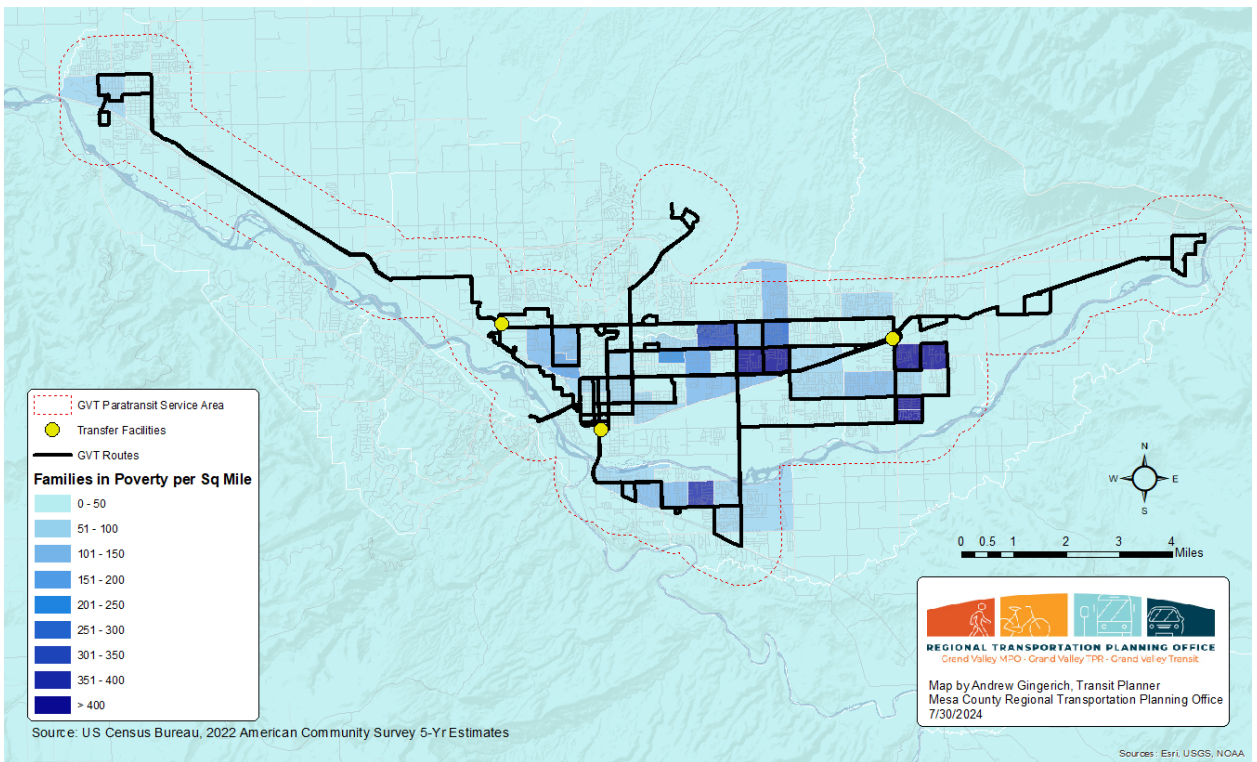 GVT Paratransit Service Area
Transfer Facilities
GVT Routes
Families in Poverty per Sq Mile
0 - 50
51 - 100
101 - 150
151 - 200
201 - 250
251 - 300
301 - 350
351 - 400
> 400
Source: US Census Bureau, 2022 American Community Survey 5-Yr Estimates
N
W E
S
0 0.5 1 2 3 4
Miles
REGIONAL TRANSPORTATION PLANNING OFFICE
Grand Valley MPO - Grand Valley TPR - Grand Valley Transit
Map by Andrew Gingerich, Transit Planner
Mesa County Regional Transportation Planning Office
7/30/2024
Sources: Esri, USGS, NOAA